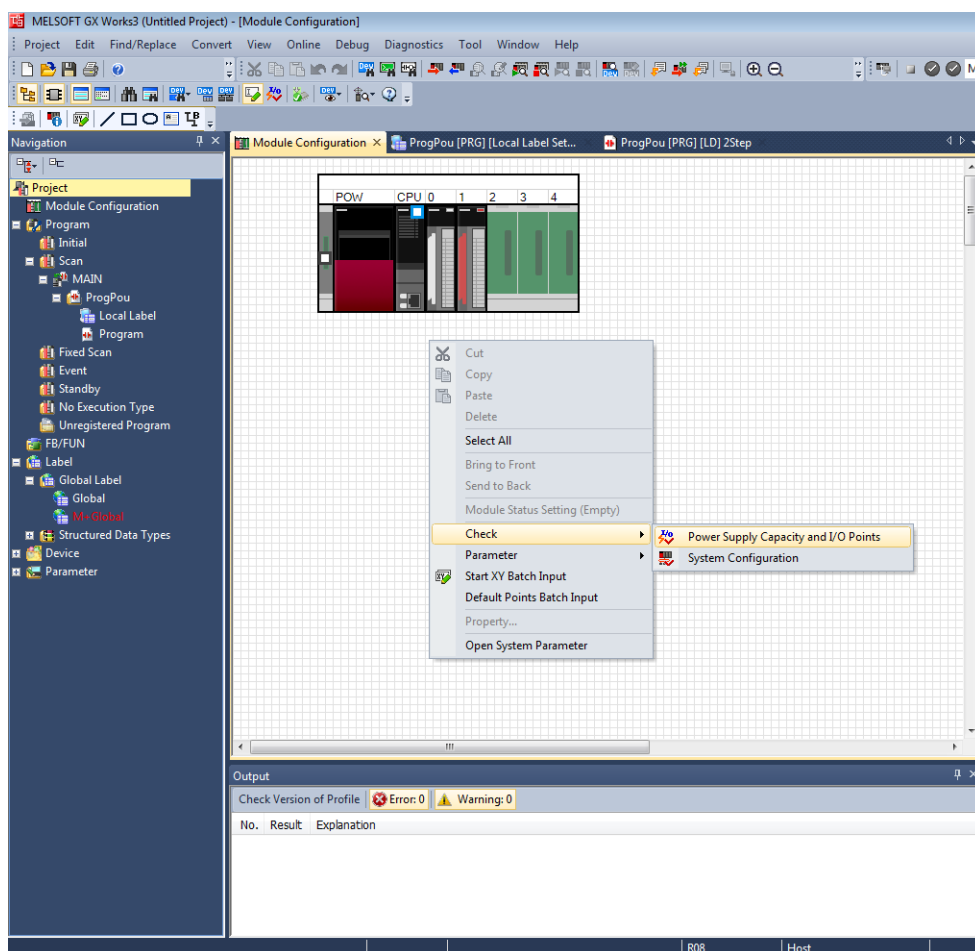 MELSOFT GX Works3 (Untitled Project) - [Module Configuration]
Project Edit Find/Replace Convert View Online Debug Diagnostics Tool Window Help
Navigation
Module Configuration
ProgPou [PRG] [Local Label Set...
ProgPou [PRG] [LD] 2Step
Project
Module Configuration
Program
Initial
Scan
MAIN
ProgPou
Local Label
Program
Fixed Scan
Event
Standby
No Execution Type
Unregistered Program
FB/FUN
Label
Global Label
Global
M+Global
Structured Data Types
Device
Parameter
POW CPU 0 1 2 3 4
Cut
Copy
Paste
Delete
Select All
Bring to Front
Send to Back
Module Status Setting (Empty)
Check
Parameter
Start XY Batch Input
Default Points Batch Input
Property...
Open System Parameter
Power Supply Capacity and I/O Points
System Configuration
Output
Check Version of Profile Error: 0 Warning: 0
No. Result Explanation
R08 Host